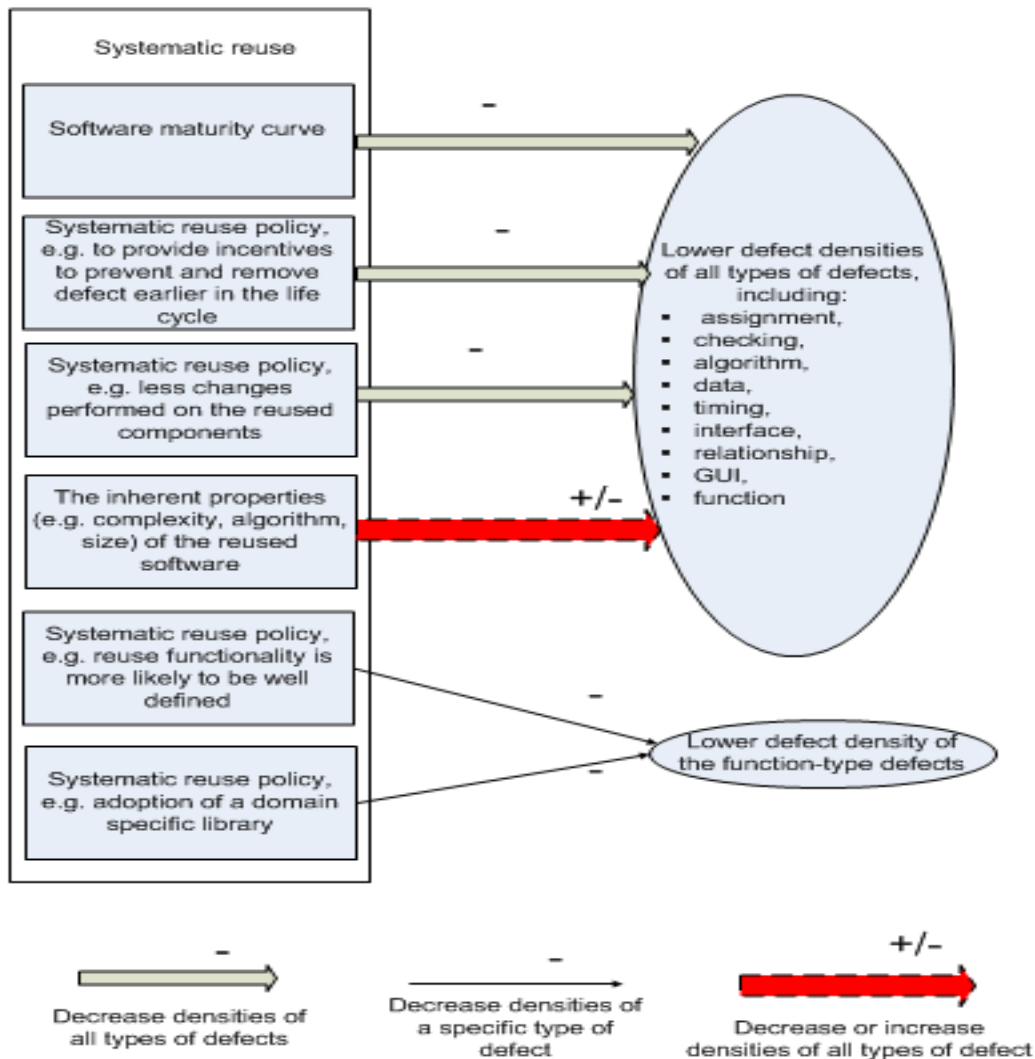 Systematic reuse
Software maturity curve
-
Systematic reuse policy,
e.g. to provide incentives
to prevent and remove
defect earlier in the life
cycle
-
Systematic reuse policy,
e.g. less changes
performed on the reused
components
-
The inherent properties
(e.g. complexity, algorithm,
size) of the reused
software
+/-
Systematic reuse policy,
e.g. reuse functionality is
more likely to be well
defined
-
Systematic reuse policy,
e.g. adoption of a domain
specific library
-
Lower defect densities
of all types of defects,
including:
▪ assignment,
▪ checking,
▪ algorithm,
▪ data,
▪ timing,
▪ interface,
▪ relationship,
▪ GUI,
▪ function
Lower defect density of
the function-type defects
-
Decrease densities of
all types of defects
-
Decrease densities of
a specific type of
defect
+/-
Decrease or increase
densities of all types of defect